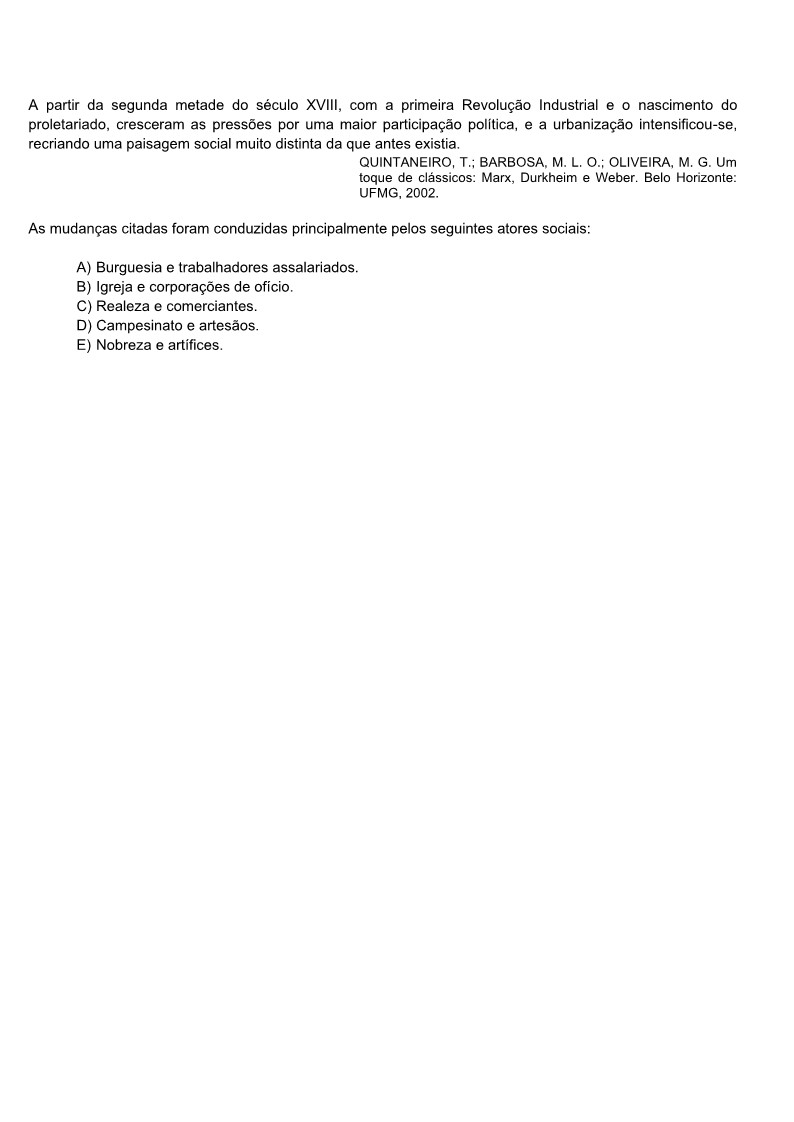 A partir da segunda metade do século XVIII, com a primeira Revolução Industrial e o nascimento do
proletariado, cresceram as pressões por uma maior participação política, e a urbanização intensificou-se,
recriando uma paisagem social muito distinta da que antes existia.
QUINTANEIRO, T.; BARBOSA, M. L. O.; OLIVEIRA, M. G. Um
toque de clássicos: Marx, Durkheim e Weber. Belo Horizonte:
UFMG, 2002.
As mudanças citadas foram conduzidas principalmente pelos seguintes atores sociais:
A) Burguesia e trabalhadores assalariados.
B) Igreja e corporações de ofício.
C) Realeza e comerciantes.
D) Campesinato e artesãos.
E) Nobreza e artífices.